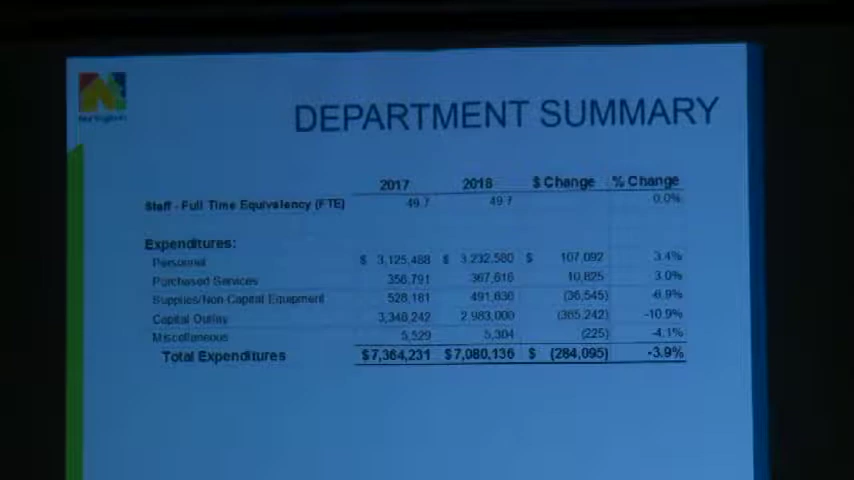 DEPARTMENT SUMMARY
2017 2018 $ Change % Change
Staff - Full Time Equivalency (FTE) 49.7 49.7 0.0%
Expenditures:
Personnel $ 3,125,488 $ 3,232,580 $ 107,092 3.4%
Purchased Services 356,791 367,616 10,825 3.0%
Supplies/Non-Capital Equipment 528,181 491,636 (36,545) -6.9%
Capital Outlay 3,348,242 2,983,000 (365,242) -10.9%
Miscellaneous 5,529 5,304 (225) -4.1%
Total Expenditures $7,364,231 $7,080,136 $ (284,095) -3.9%